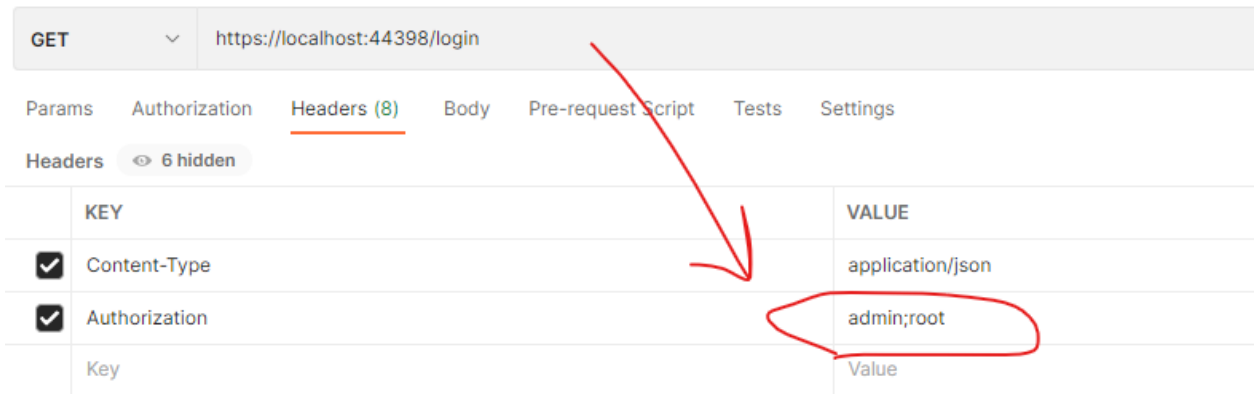 GET https://localhost:44398/login
Params Authorization Headers (8) Body Pre-request Script Tests Settings
Headers 6 hidden
KEY VALUE
Content-Type application/json
Authorization admin;root
Key Value